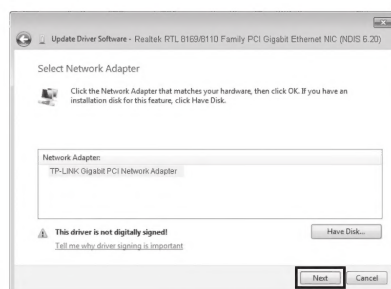 Update Driver Software - Realtek RTL 8169/8110 Family PCI Gigabit Ethernet NIC (NDIS 6.20)
Select Network Adapter
Click the Network Adapter that matches your hardware, then click OK. If you have an
installation disk for this feature, click Have Disk.
Network Adapter:
TP-LINK Gigabit PCI Network Adapter
This driver is not digitally signed!
Have Disk...
Tell me why driver signing is important
Next
Cancel